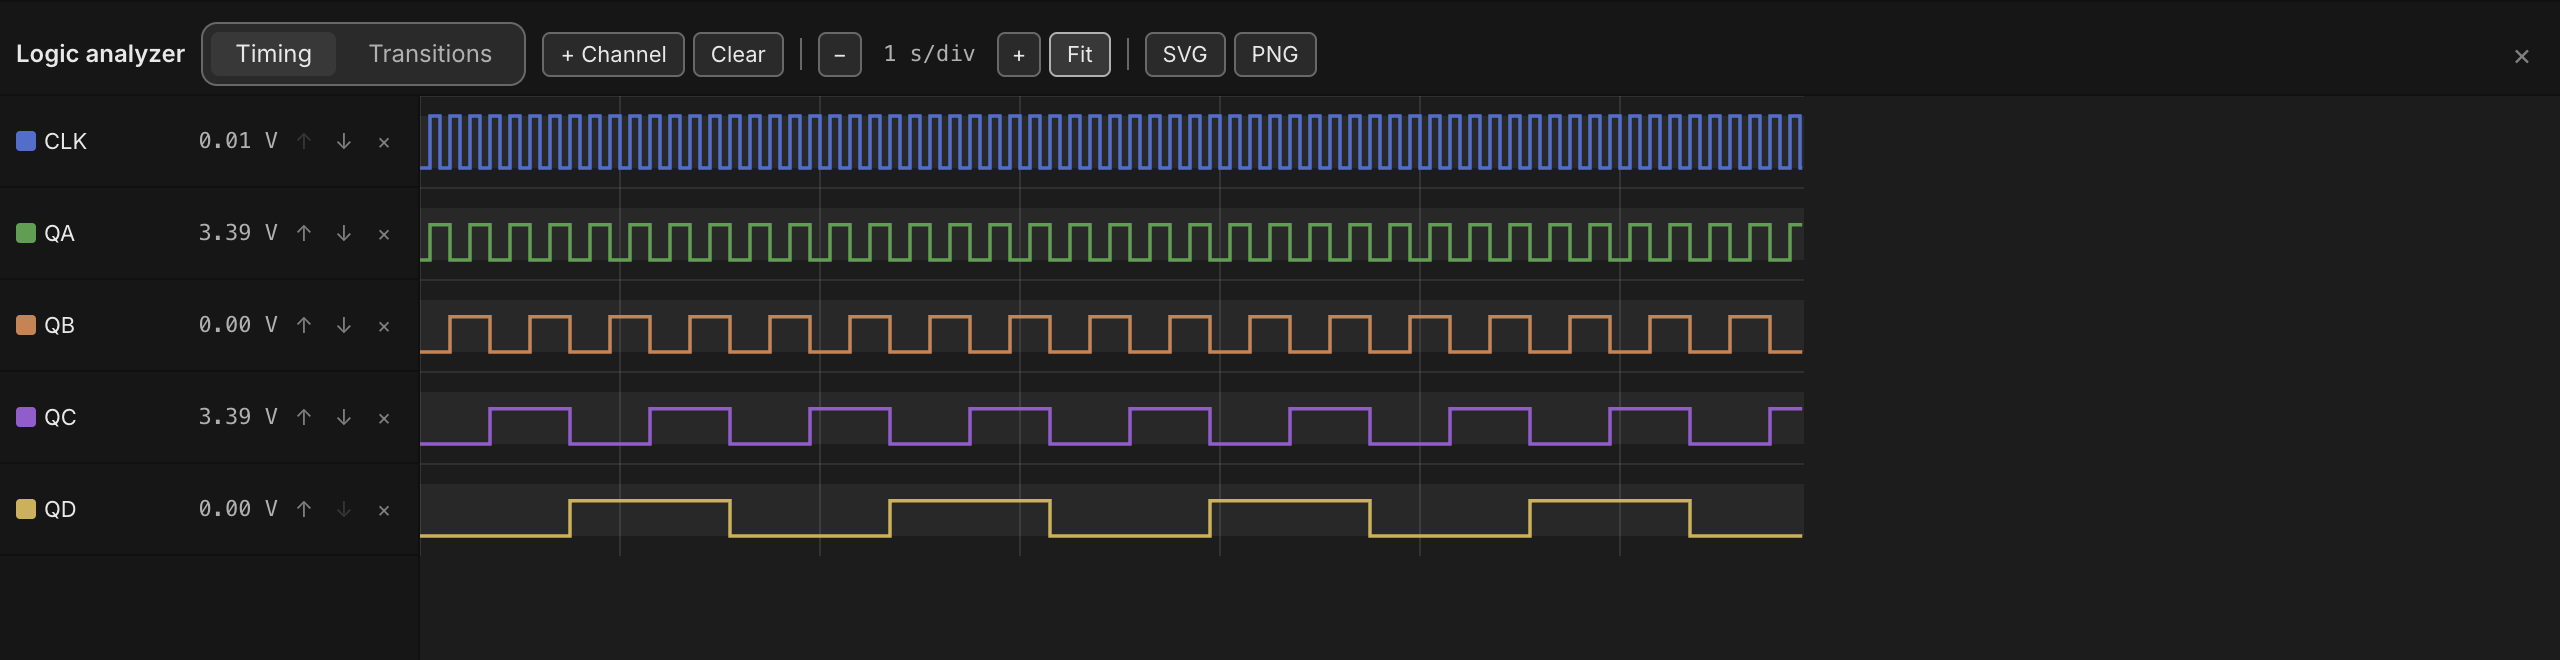 Logic analyzer Timing Transitions + Channel Clear − 1 s/div + Fit SVG PNG ×
CLK 0.01 V ↑ ↓ ×
QA 3.39 V ↑ ↓ ×
QB 0.00 V ↑ ↓ ×
QC 3.39 V ↑ ↓ ×
QD 0.00 V ↑ ↓ ×